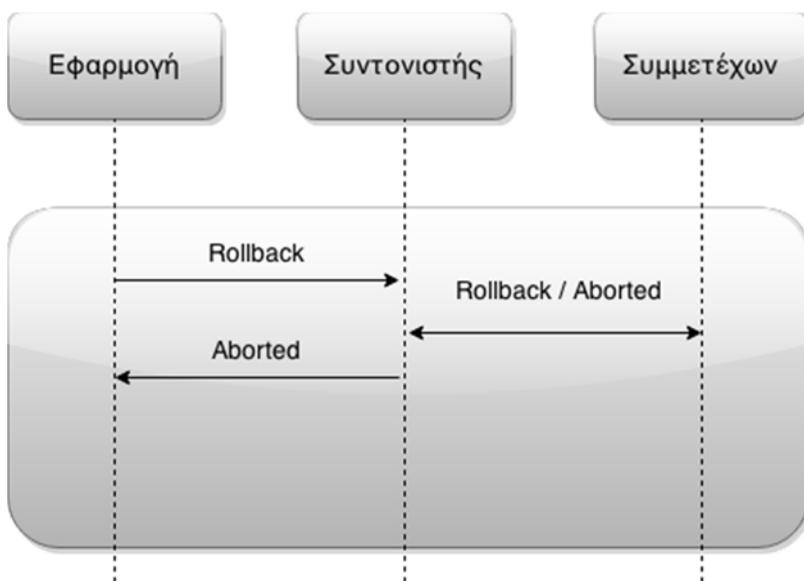 Εφαρμογή
Συντονιστής
Συμμετέχων
Rollback
Rollback / Aborted
Aborted